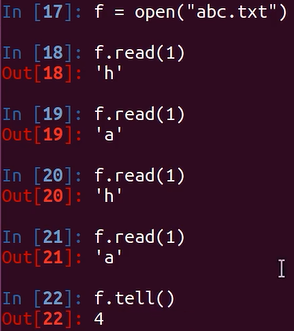 In [17]: f = open("abc.txt")
In [18]: f.read(1)
Out[18]: 'h'
In [19]: f.read(1)
Out[19]: 'a'
In [20]: f.read(1)
Out[20]: 'h'
In [21]: f.read(1)
Out[21]: 'a'
In [22]: f.tell()
Out[22]: 4